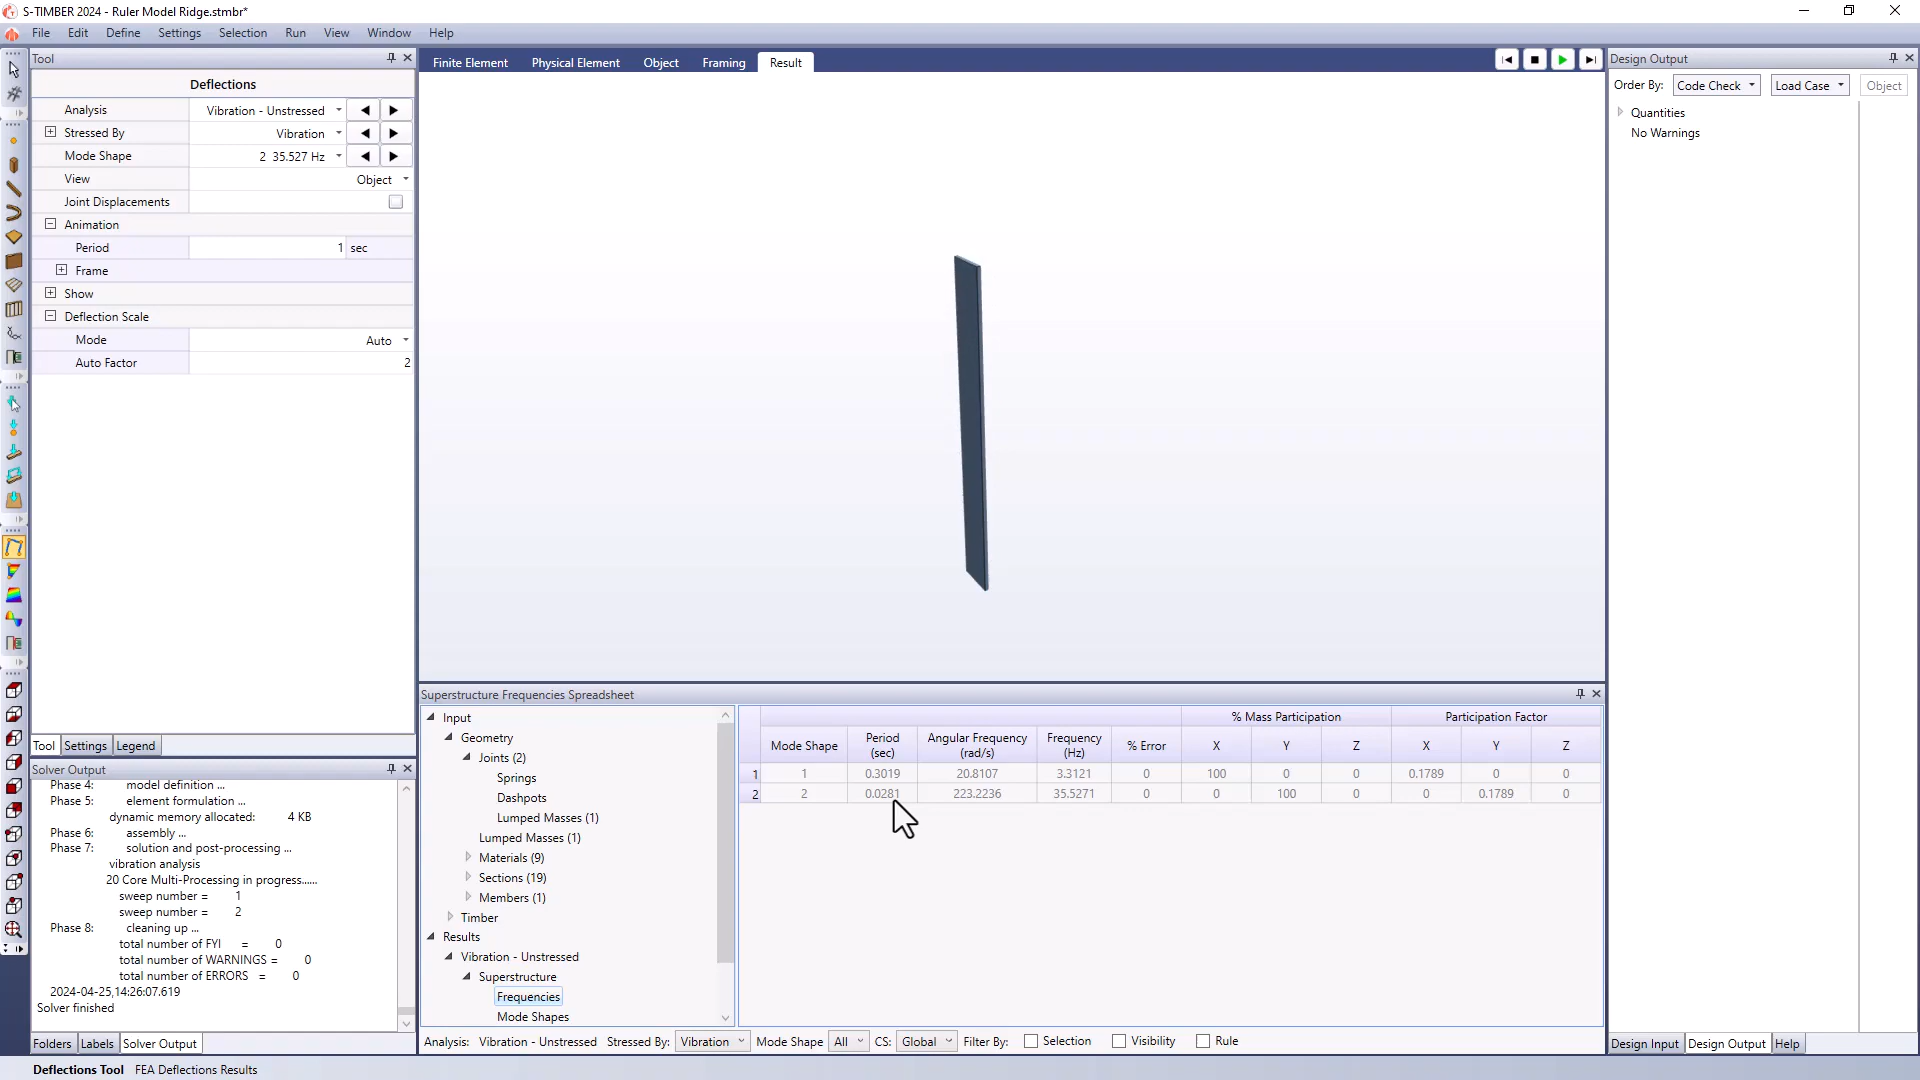 S-TIMBER 2024 - Ruler Model Ridge.stmbr*
File Edit Define Settings Selection Run View Window Help
Tool
Deflections
Analysis Vibration - Unstressed
Stressed By Vibration
Mode Shape 2 35.527 Hz
View Object
Joint Displacements
Animation
Period 1 sec
Frame
Show
Deflection Scale
Mode Auto
Auto Factor 2
Tool Settings Legend
Solver Output
Phase 4: model definition ...
Phase 5: element formulation ...
dynamic memory allocated: 4 KB
Phase 6: assembly ...
Phase 7: solution and post-processing ...
vibration analysis
20 Core Multi-Processing in progress......
sweep number = 1
sweep number = 2
Phase 8: cleaning up ...
total number of FYI = 0
total number of WARNINGS = 0
total number of ERRORS = 0
2024-04-25,14:26:07.619
Solver finished
Folders Labels Solver Output
Finite Element Physical Element Object Framing Result
Superstructure Frequencies Spreadsheet
Input
Geometry
Joints (2)
Springs
Dashpots
Lumped Masses (1)
Lumped Masses (1)
Materials (9)
Sections (19)
Members (1)
Timber
Results
Vibration - Unstressed
Superstructure
Frequencies
Mode Shapes
% Mass Participation Participation Factor
Mode Shape Period (sec) Angular Frequency (rad/s) Frequency (Hz) % Error X Y Z X Y Z
1 1 0.3019 20.8107 3.3121 0 100 0 0 0.1789 0 0
2 2 0.0281 223.2236 35.5271 0 0 100 0 0 0.1789 0
Analysis: Vibration - Unstressed Stressed By: Vibration Mode Shape All CS: Global Filter By: Selection Visibility Rule
Design Output
Order By: Code Check Load Case Object
Quantities
No Warnings
Design Input Design Output Help
Deflections Tool FEA Deflections Results